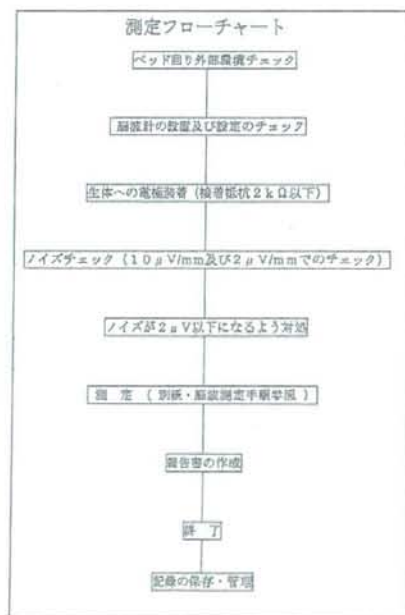 測定フローチャート
ベッド回り外部環境チェック
脳波計の設置及び設定のチェック
生体への電極装着(接着抵抗2kΩ以下)
ノイズチェック(10μV/mm及び2μV/mmでのチェック)
ノイズが2μV以下になるよう対処
測 定 ( 別紙・脳波測定手順参照 )
報告書の作成
終 了
記録の保存・管理